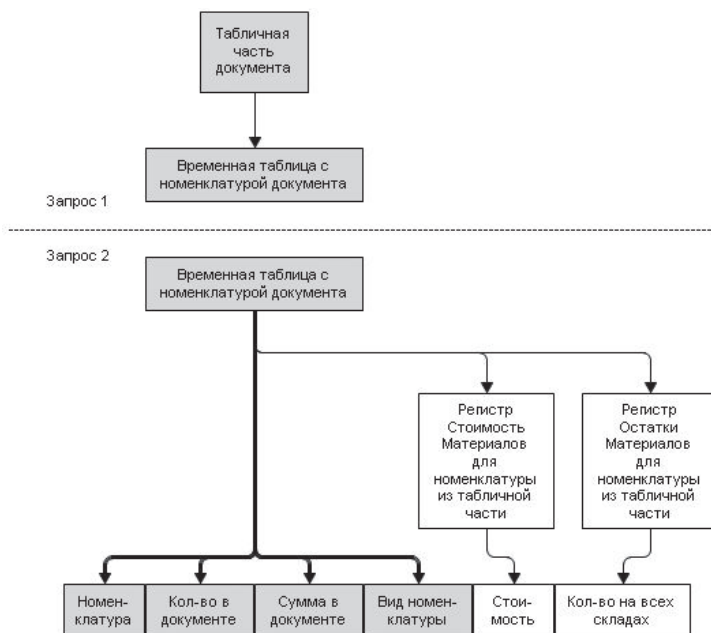 Табличная
часть
документа
Временная таблица с
номенклатурой документа
Запрос 1
Запрос 2
Временная таблица с
номенклатурой документа
Регистр
Стоимость
Материалов
для
номенклатуры
из табличной
части
Регистр
Остатки
Материалов
для
номенклатуры
из табличной
части
Номен-
клатура
Кол-во в
документе
Сумма в
документе
Вид номен-
клатуры
Стои-
мость
Кол-во на всех
складах